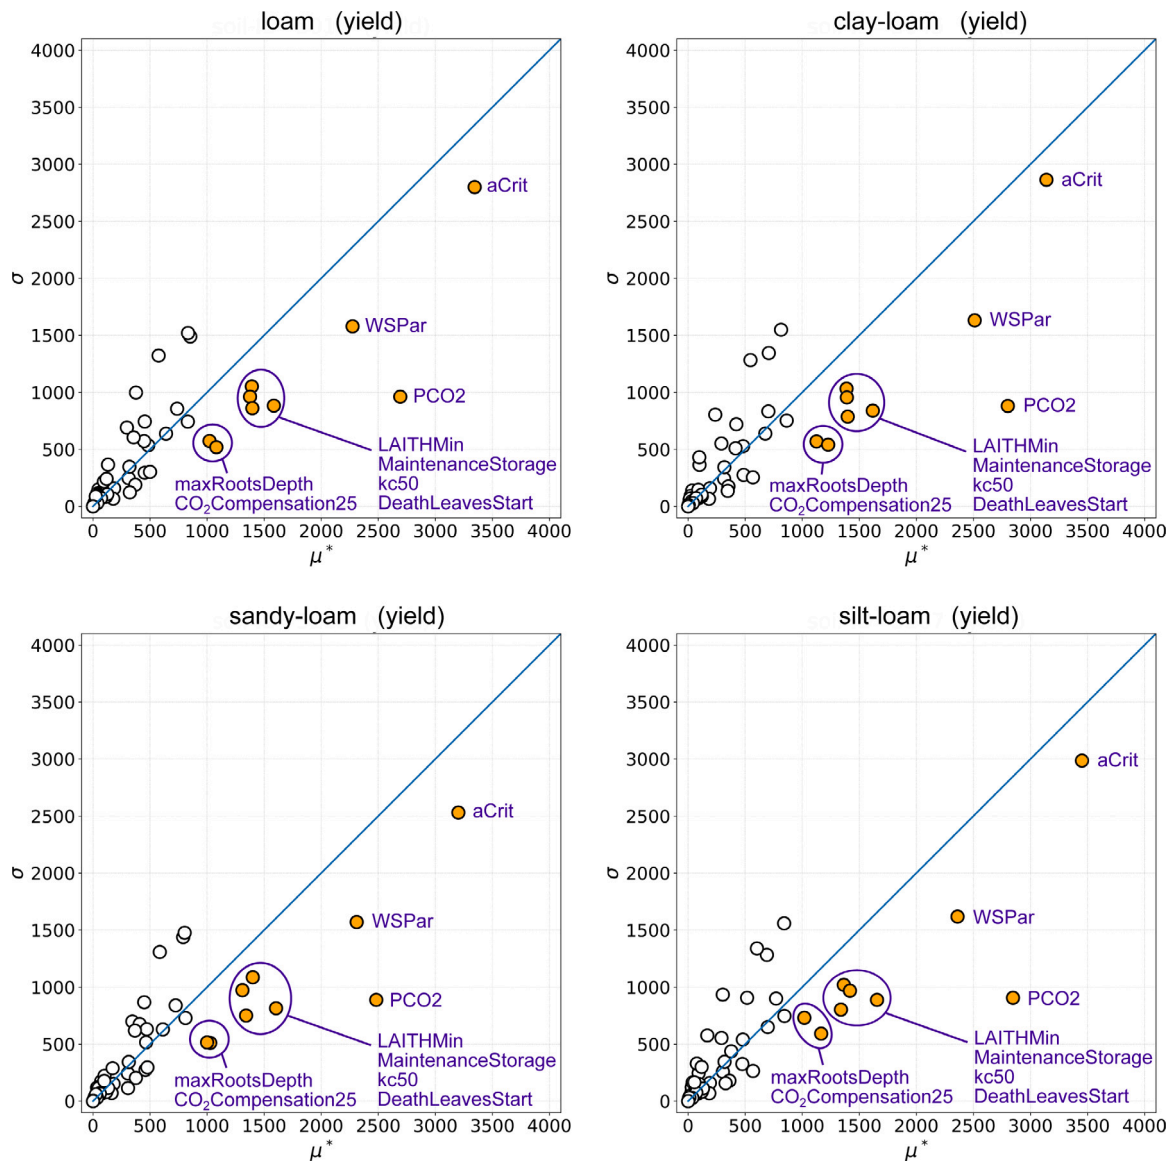 loam (yield)
4000
3500
3000
2500
2000
1500
1000
500
0
σ
aCrit
WSPar
PCO2
LAITHMin
MaintenanceStorage
kc50
DeathLeavesStart
maxRootsDepth
CO₂Compensation25
0 500 1000 1500 2000 2500 3000 3500 4000
μ*
clay-loam (yield)
4000
3500
3000
2500
2000
1500
1000
500
0
σ
aCrit
WSPar
PCO2
LAITHMin
MaintenanceStorage
kc50
DeathLeavesStart
maxRootsDepth
CO₂Compensation25
0 500 1000 1500 2000 2500 3000 3500 4000
μ*
sandy-loam (yield)
4000
3500
3000
2500
2000
1500
1000
500
0
σ
aCrit
WSPar
PCO2
LAITHMin
MaintenanceStorage
kc50
DeathLeavesStart
maxRootsDepth
CO₂Compensation25
0 500 1000 1500 2000 2500 3000 3500 4000
μ*
silt-loam (yield)
4000
3500
3000
2500
2000
1500
1000
500
0
σ
aCrit
WSPar
PCO2
LAITHMin
MaintenanceStorage
kc50
DeathLeavesStart
maxRootsDepth
CO₂Compensation25
0 500 1000 1500 2000 2500 3000 3500 4000
μ*